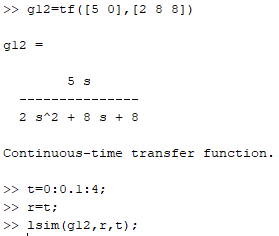 >> g12=tf([5 0],[2 8 8])
g12 =
5 s
---------------
2 s^2 + 8 s + 8
Continuous-time transfer function.
>> t=0:0.1:4;
>> r=t;
>> lsim(g12,r,t);